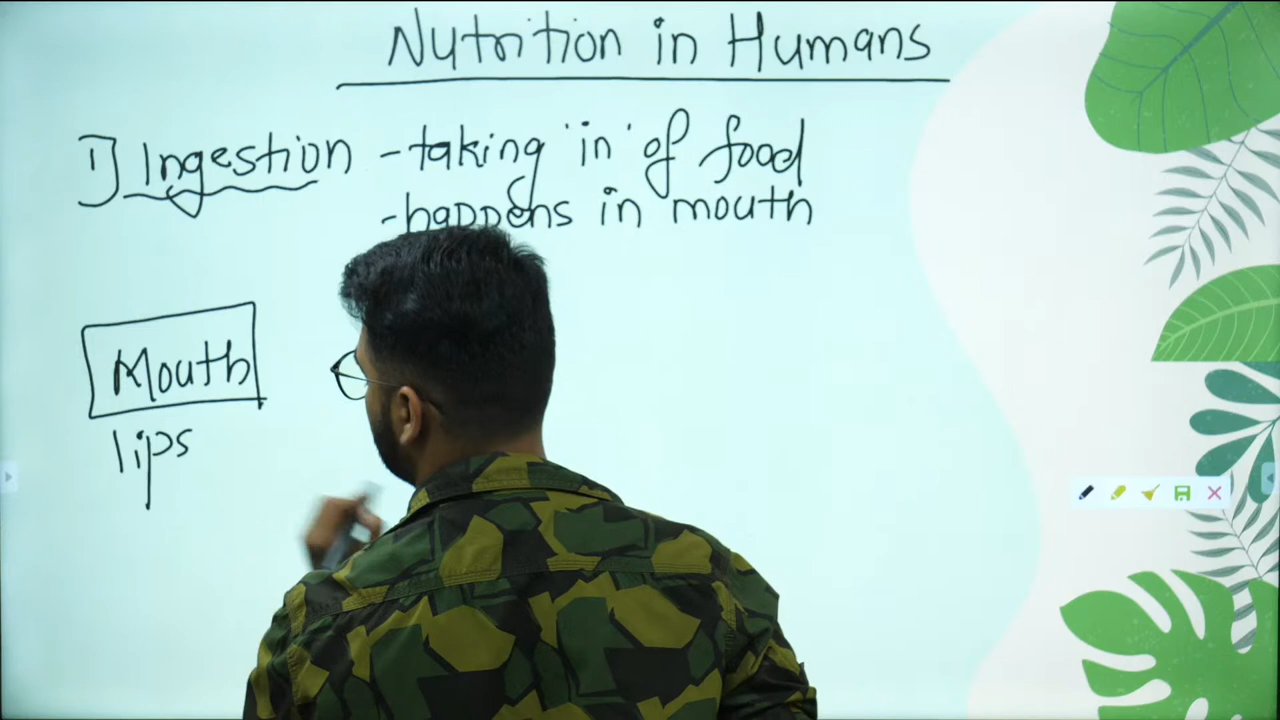 Nutrition in Humans
1) Ingestion - taking 'in' of food
- happens in mouth
Mouth
lips